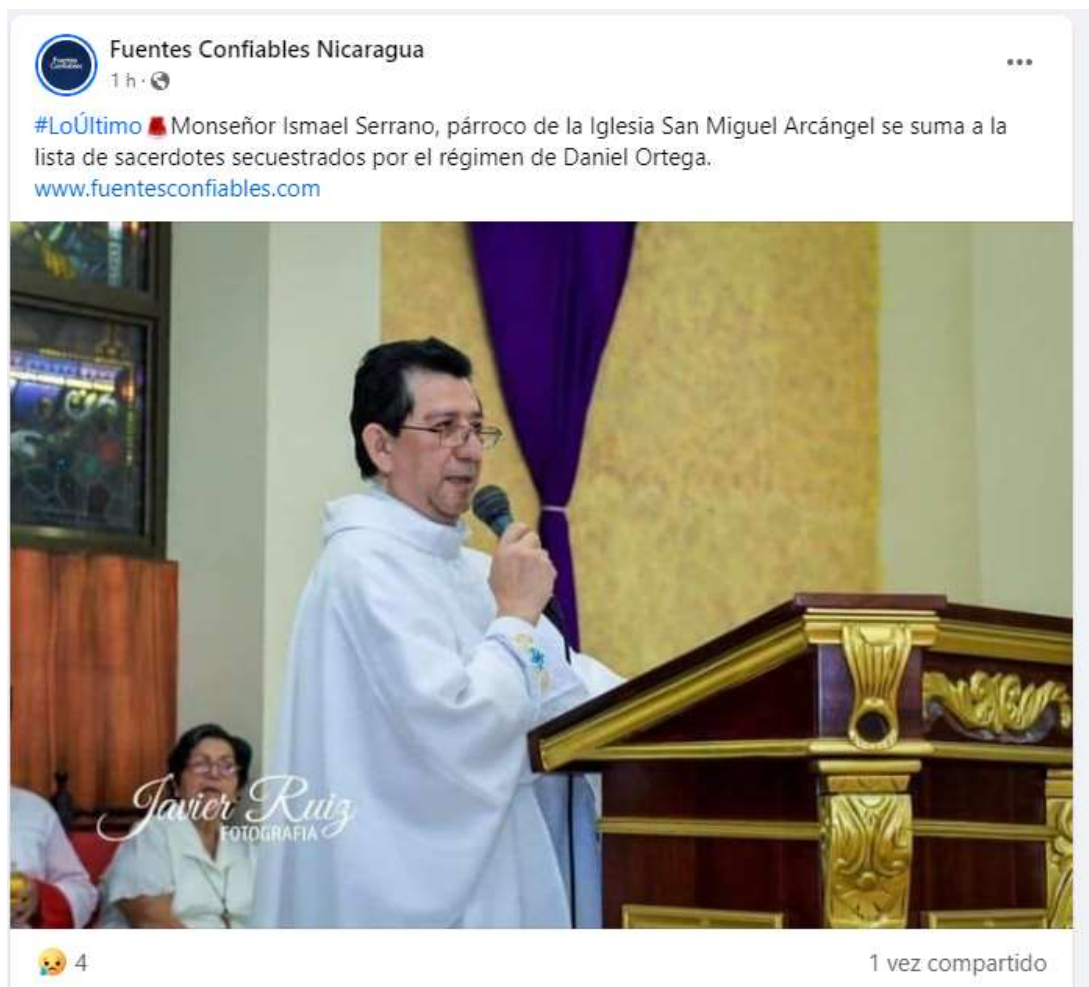 Fuentes Confiables Nicaragua
Fuentes
Confiables
1 h
#LoÚltimo Monseñor Ismael Serrano, párroco de la Iglesia San Miguel Arcángel se suma a la
lista de sacerdotes secuestrados por el régimen de Daniel Ortega.
www.fuentesconfiables.com
Javier Ruiz
FOTOGRAFIA
4
1 vez compartido